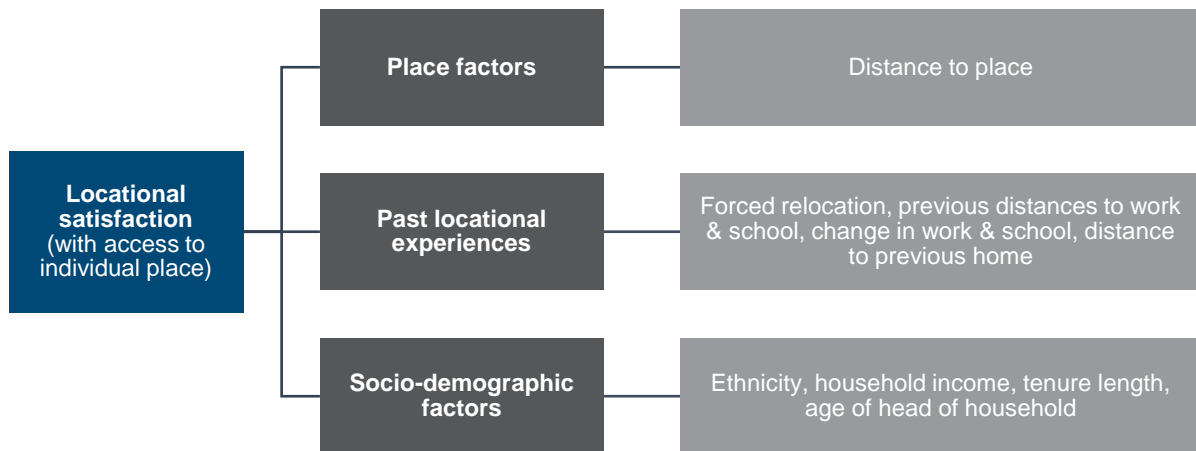 Place factors
Distance to place
Locational
satisfaction
(with access to
individual place)
Past locational
experiences
Forced relocation, previous distances to work
& school, change in work & school, distance
to previous home
Socio-demographic
factors
Ethnicity, household income, tenure length,
age of head of household